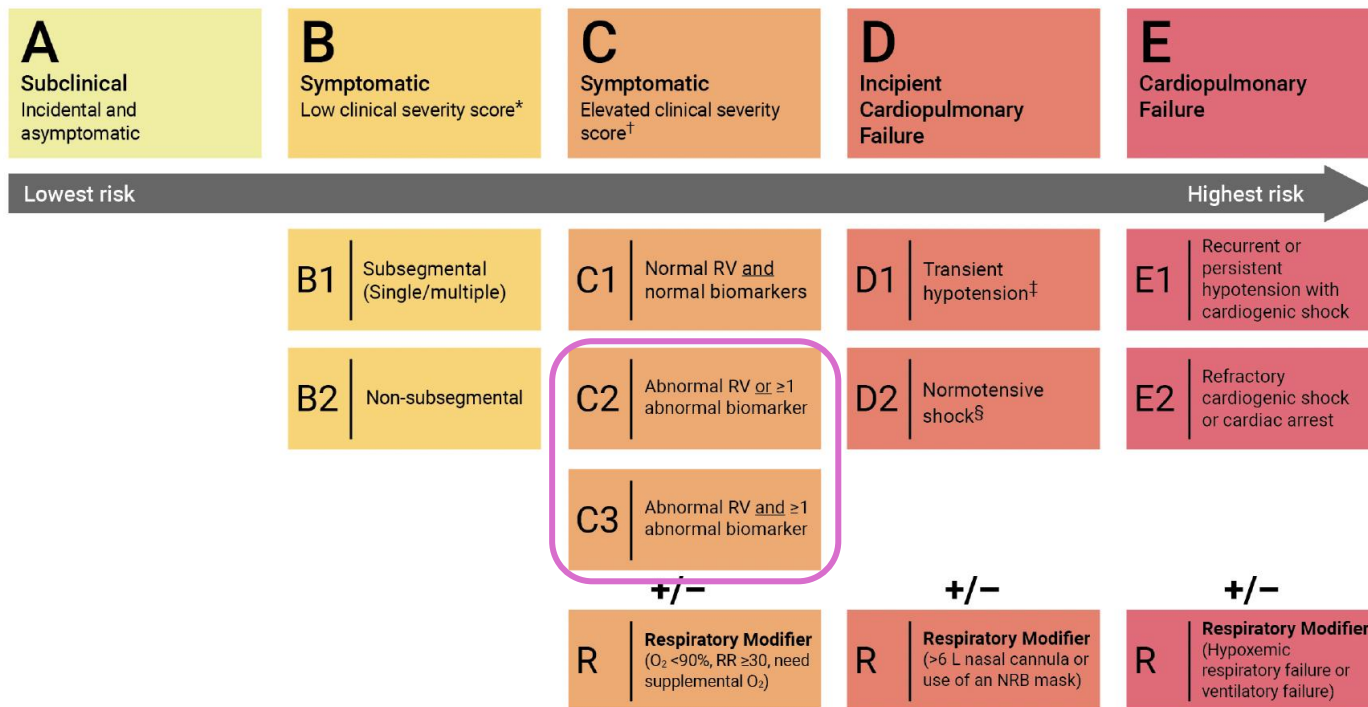 A
Subclinical
Incidental and
asymptomatic
B
Symptomatic
Low clinical severity score*
C
Symptomatic
Elevated clinical severity
score†
D
Incipient
Cardiopulmonary
Failure
E
Cardiopulmonary
Failure
Lowest risk
Highest risk
B1
Subsegmental
(Single/multiple)
C1
Normal RV and
normal biomarkers
D1
Transient
hypotension‡
E1
Recurrent or
persistent
hypotension with
cardiogenic shock
B2
Non-subsegmental
C2
Abnormal RV or ≥1
abnormal biomarker
D2
Normotensive
shock§
E2
Refractory
cardiogenic shock
or cardiac arrest
C3
Abnormal RV and ≥1
abnormal biomarker
+/−
+/−
+/−
R
Respiratory Modifier
(O₂ <90%, RR ≥30, need
supplemental O₂)
R
Respiratory Modifier
(>6 L nasal cannula or
use of an NRB mask)
R
Respiratory Modifier
(Hypoxemic
respiratory failure or
ventilatory failure)